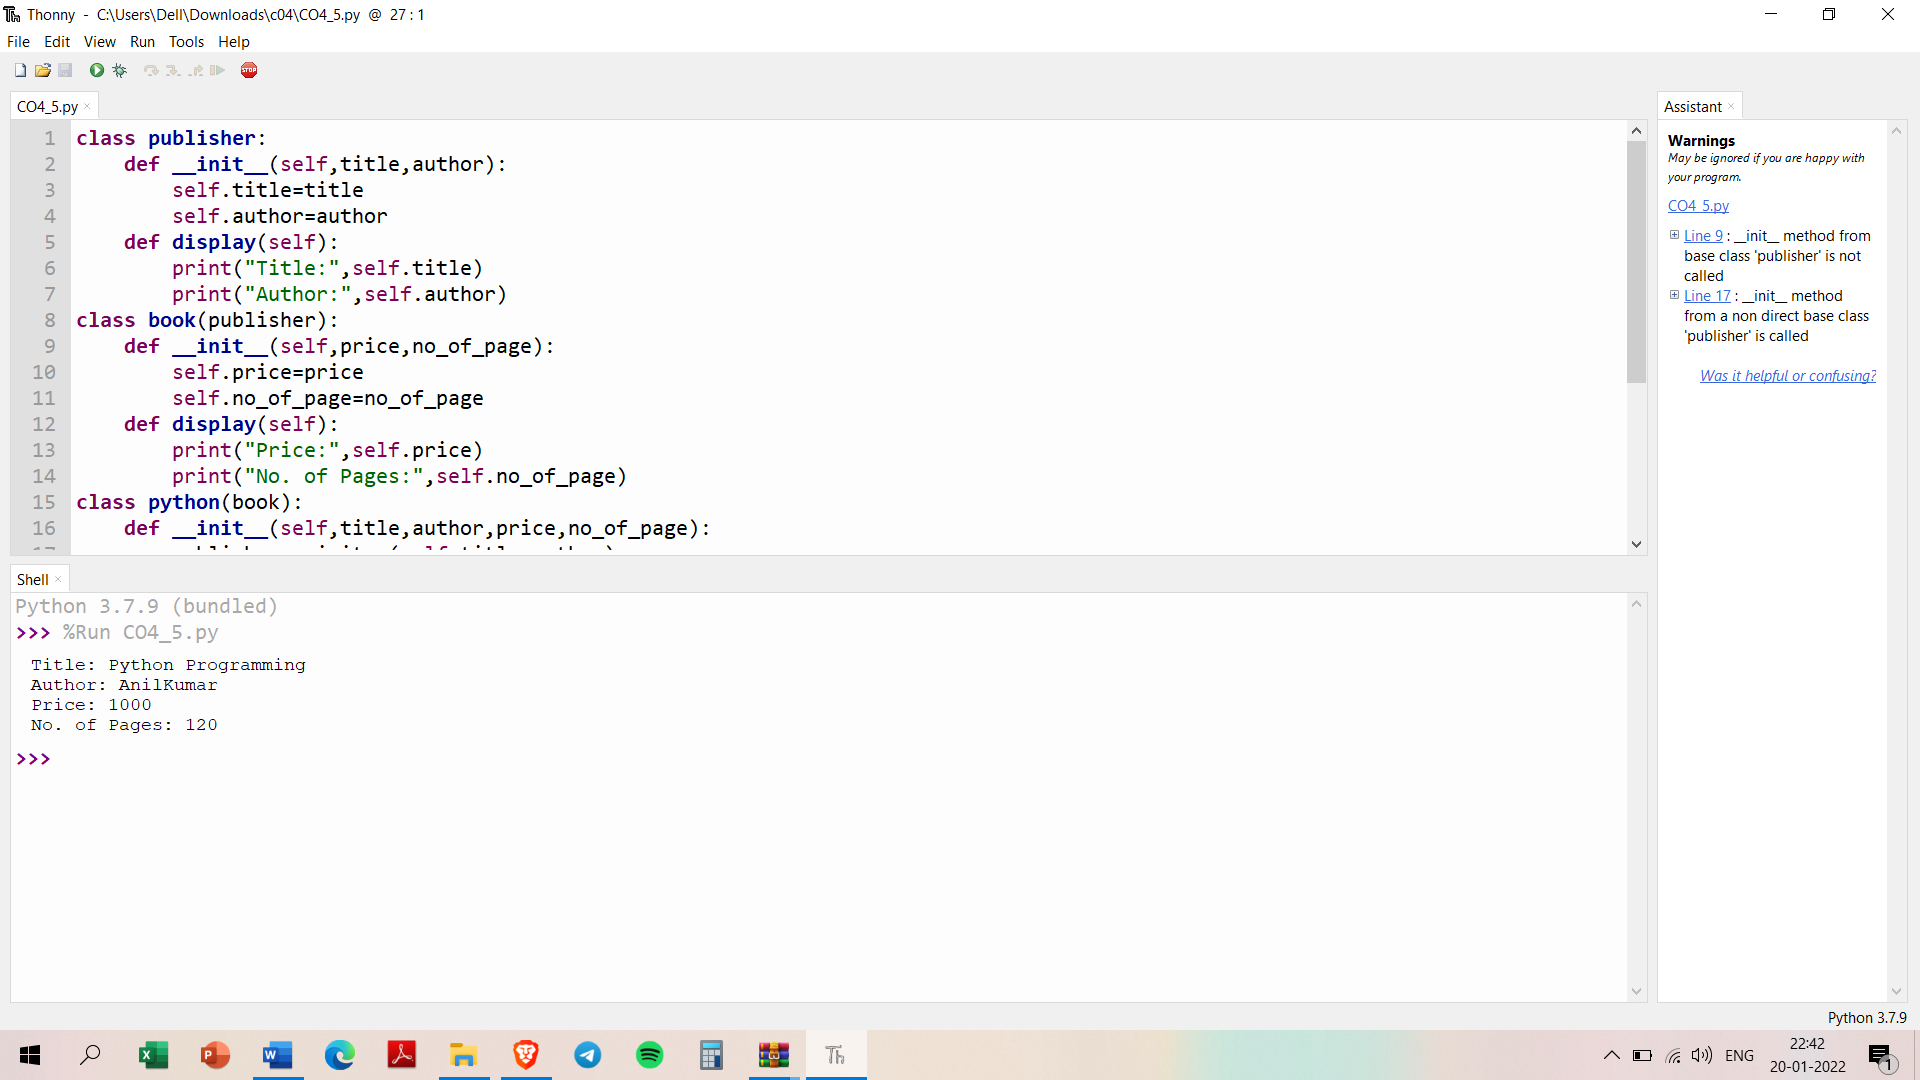 Thonny - C:\Users\Dell\Downloads\c04\CO4_5.py @ 27 : 1
File Edit View Run Tools Help
CO4_5.py
1 class publisher:
2     def __init__(self,title,author):
3         self.title=title
4         self.author=author
5     def display(self):
6         print("Title:",self.title)
7         print("Author:",self.author)
8 class book(publisher):
9     def __init__(self,price,no_of_page):
10         self.price=price
11         self.no_of_page=no_of_page
12     def display(self):
13         print("Price:",self.price)
14         print("No. of Pages:",self.no_of_page)
15 class python(book):
16     def __init__(self,title,author,price,no_of_page):
Shell
Python 3.7.9 (bundled)
>>> %Run CO4_5.py
Title: Python Programming
Author: AnilKumar
Price: 1000
No. of Pages: 120
>>>
Assistant
Warnings
May be ignored if you are happy with
your program.
CO4_5.py
Line 9 : __init__ method from
base class 'publisher' is not
called
Line 17 : __init__ method
from a non direct base class
'publisher' is called
Was it helpful or confusing?
Python 3.7.9
ENG
22:42
20-01-2022
1